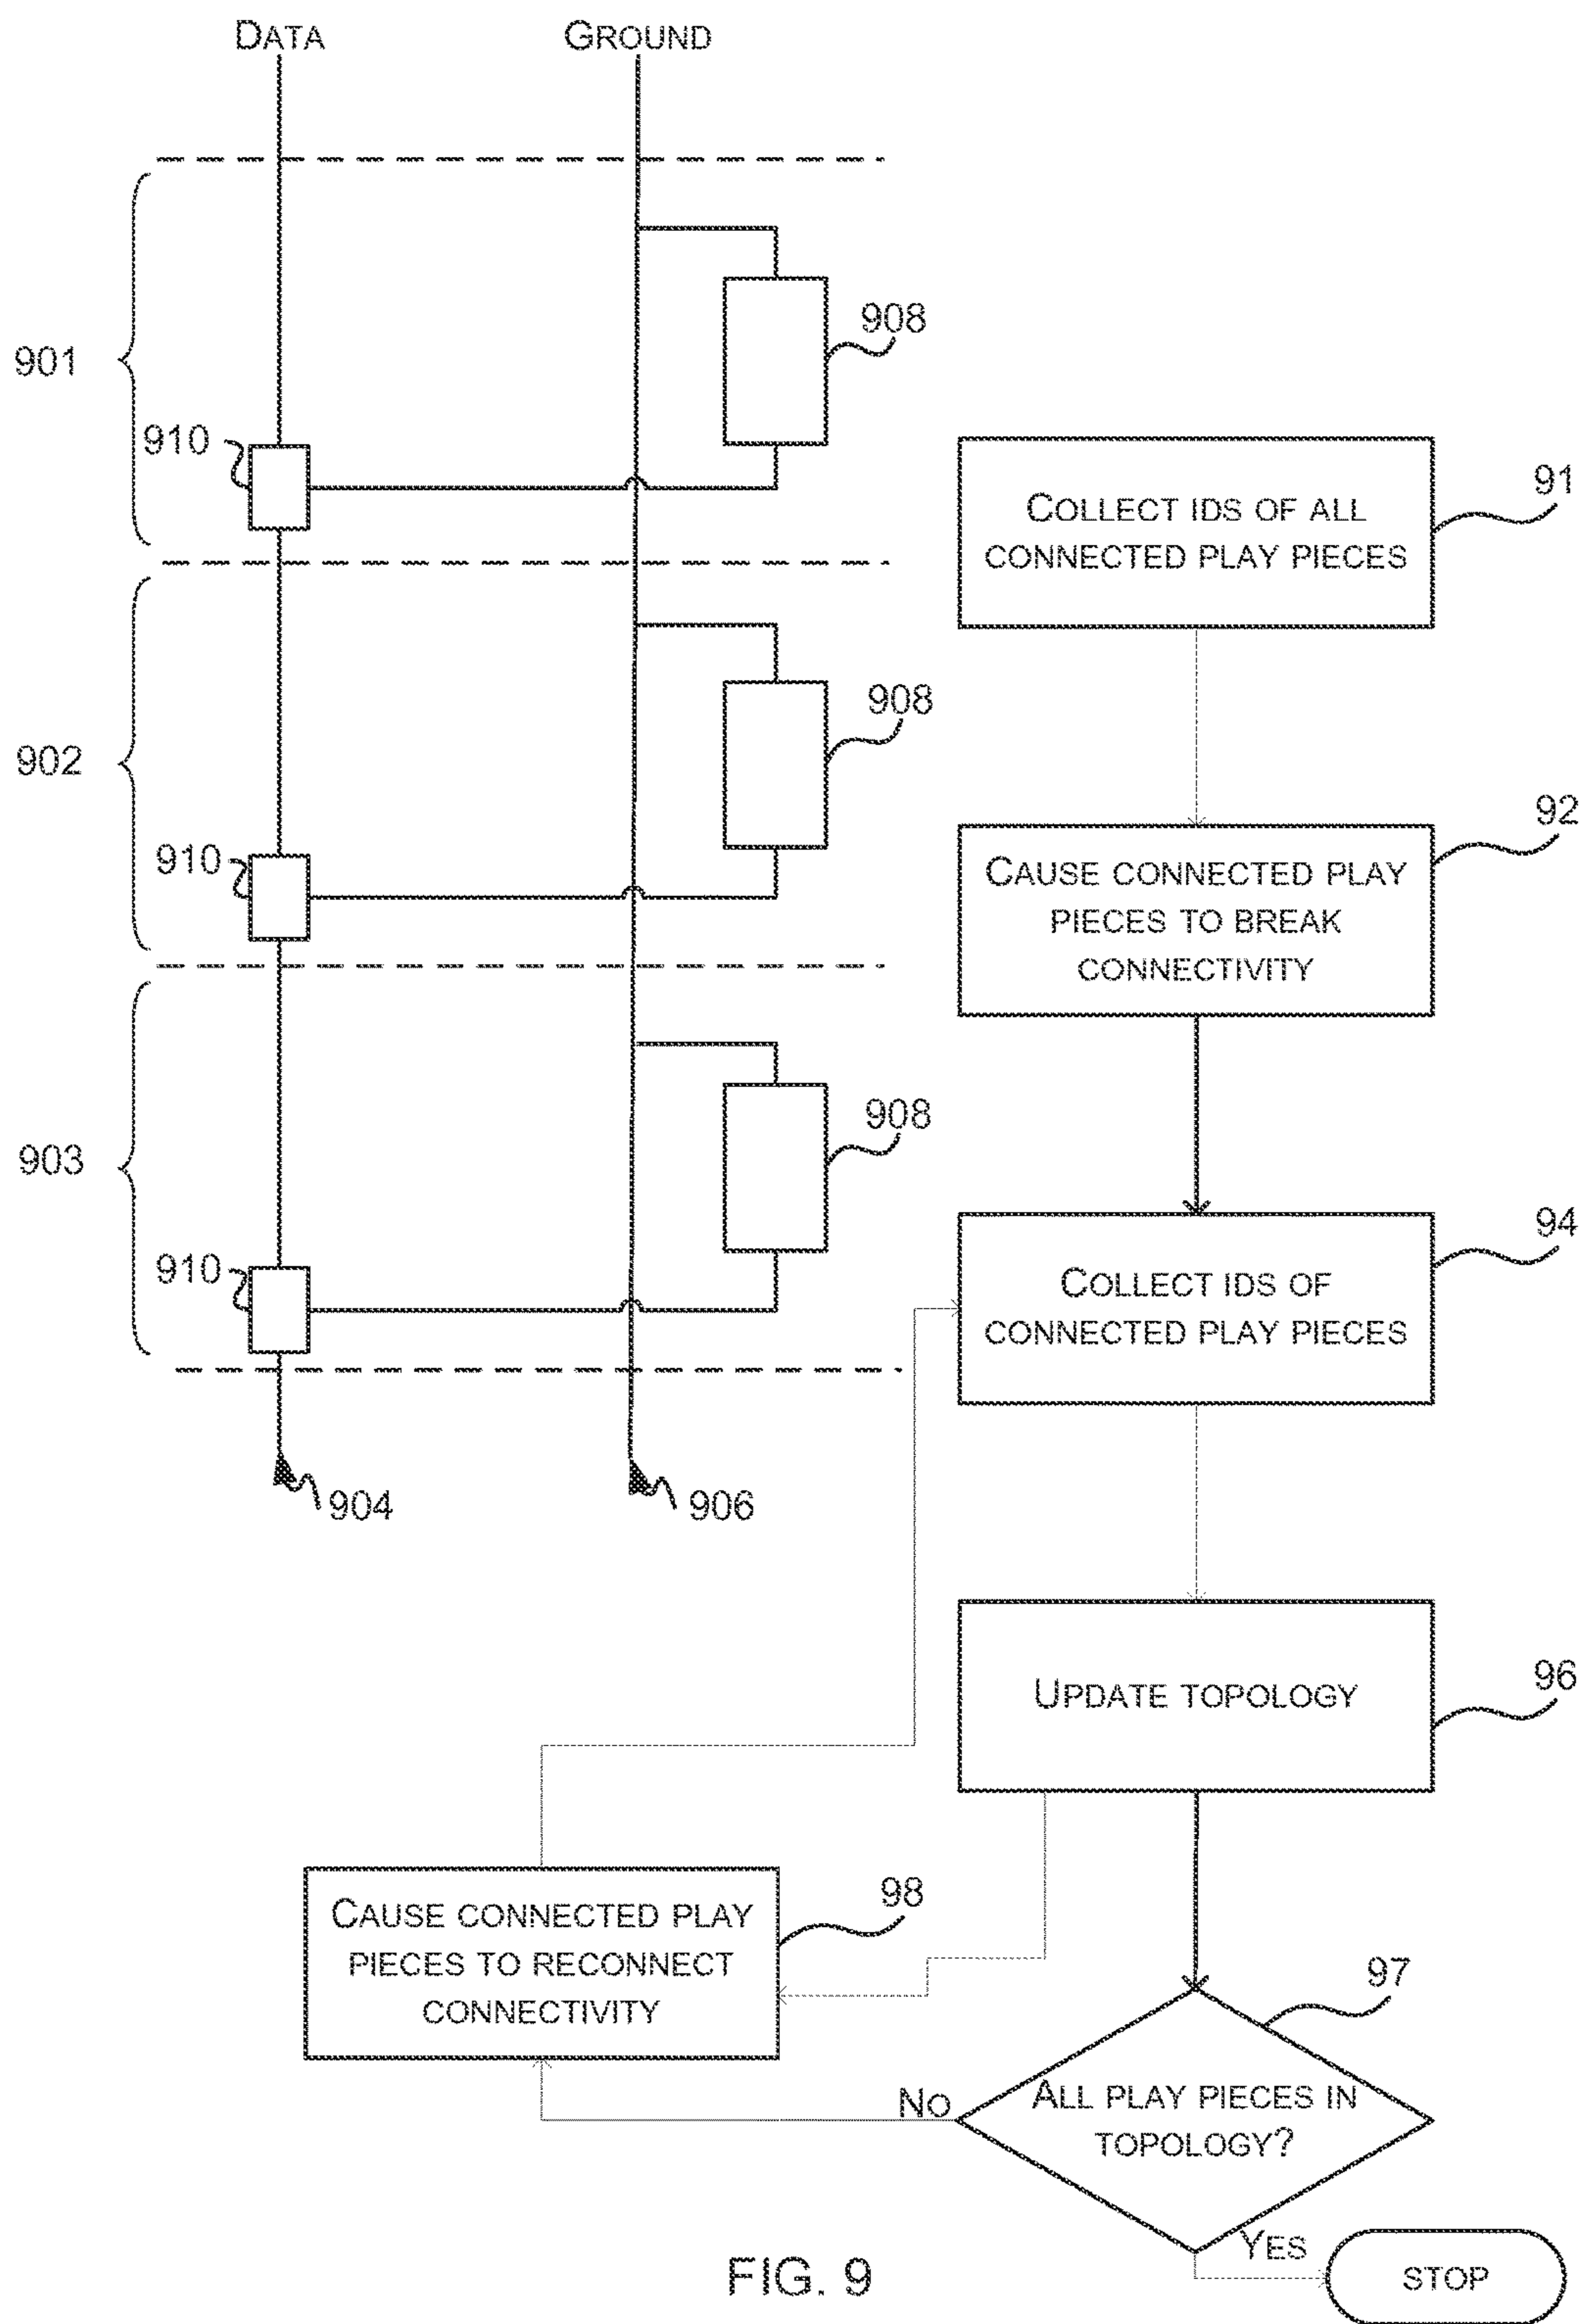 DATA
GROUND
901
908
910
902
908
910
903
908
910
904
906
COLLECT IDS OF ALL
CONNECTED PLAY PIECES
91
CAUSE CONNECTED PLAY
PIECES TO BREAK
CONNECTIVITY
92
COLLECT IDS OF
CONNECTED PLAY PIECES
94
UPDATE TOPOLOGY
96
CAUSE CONNECTED PLAY
PIECES TO RECONNECT
CONNECTIVITY
98
97
ALL PLAY PIECES IN
TOPOLOGY?
NO
YES
STOP
FIG. 9